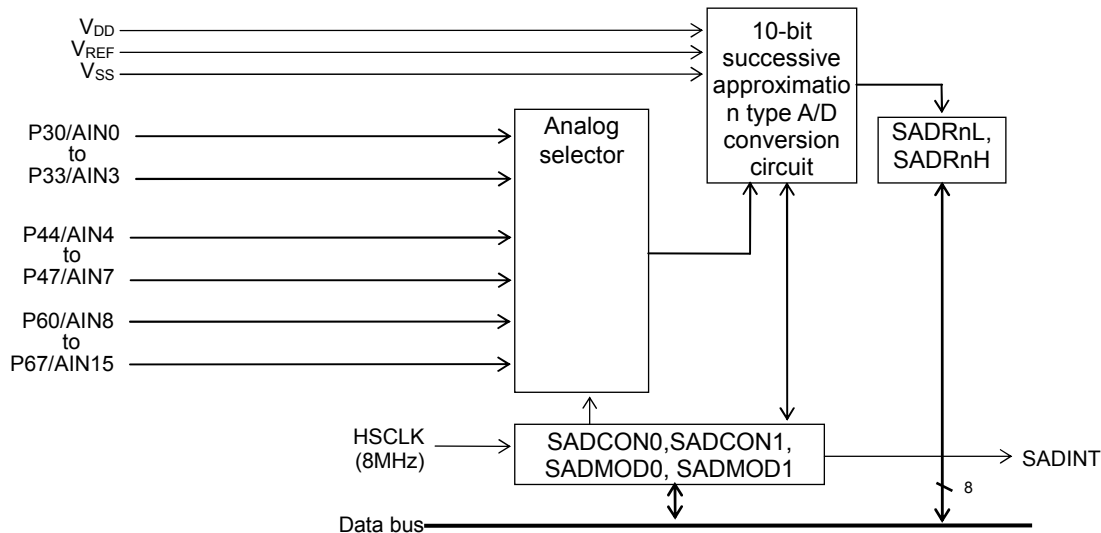 VDD
VREF
VSS
10-bit
successive
approximatio
n type A/D
conversion
circuit
SADRnL,
SADRnH
P30/AIN0
to
P33/AIN3
Analog
selector
P44/AIN4
to
P47/AIN7
P60/AIN8
to
P67/AIN15
HSCLK
(8MHz)
SADCON0,SADCON1,
SADMOD0, SADMOD1
SADINT
8
Data bus